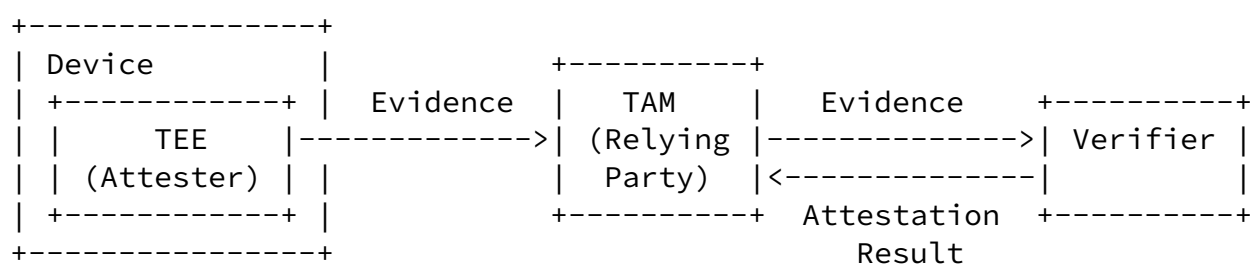 Device
Evidence TAM Evidence
TEE (Relying Verifier
(Attester) Party)
Attestation
Result